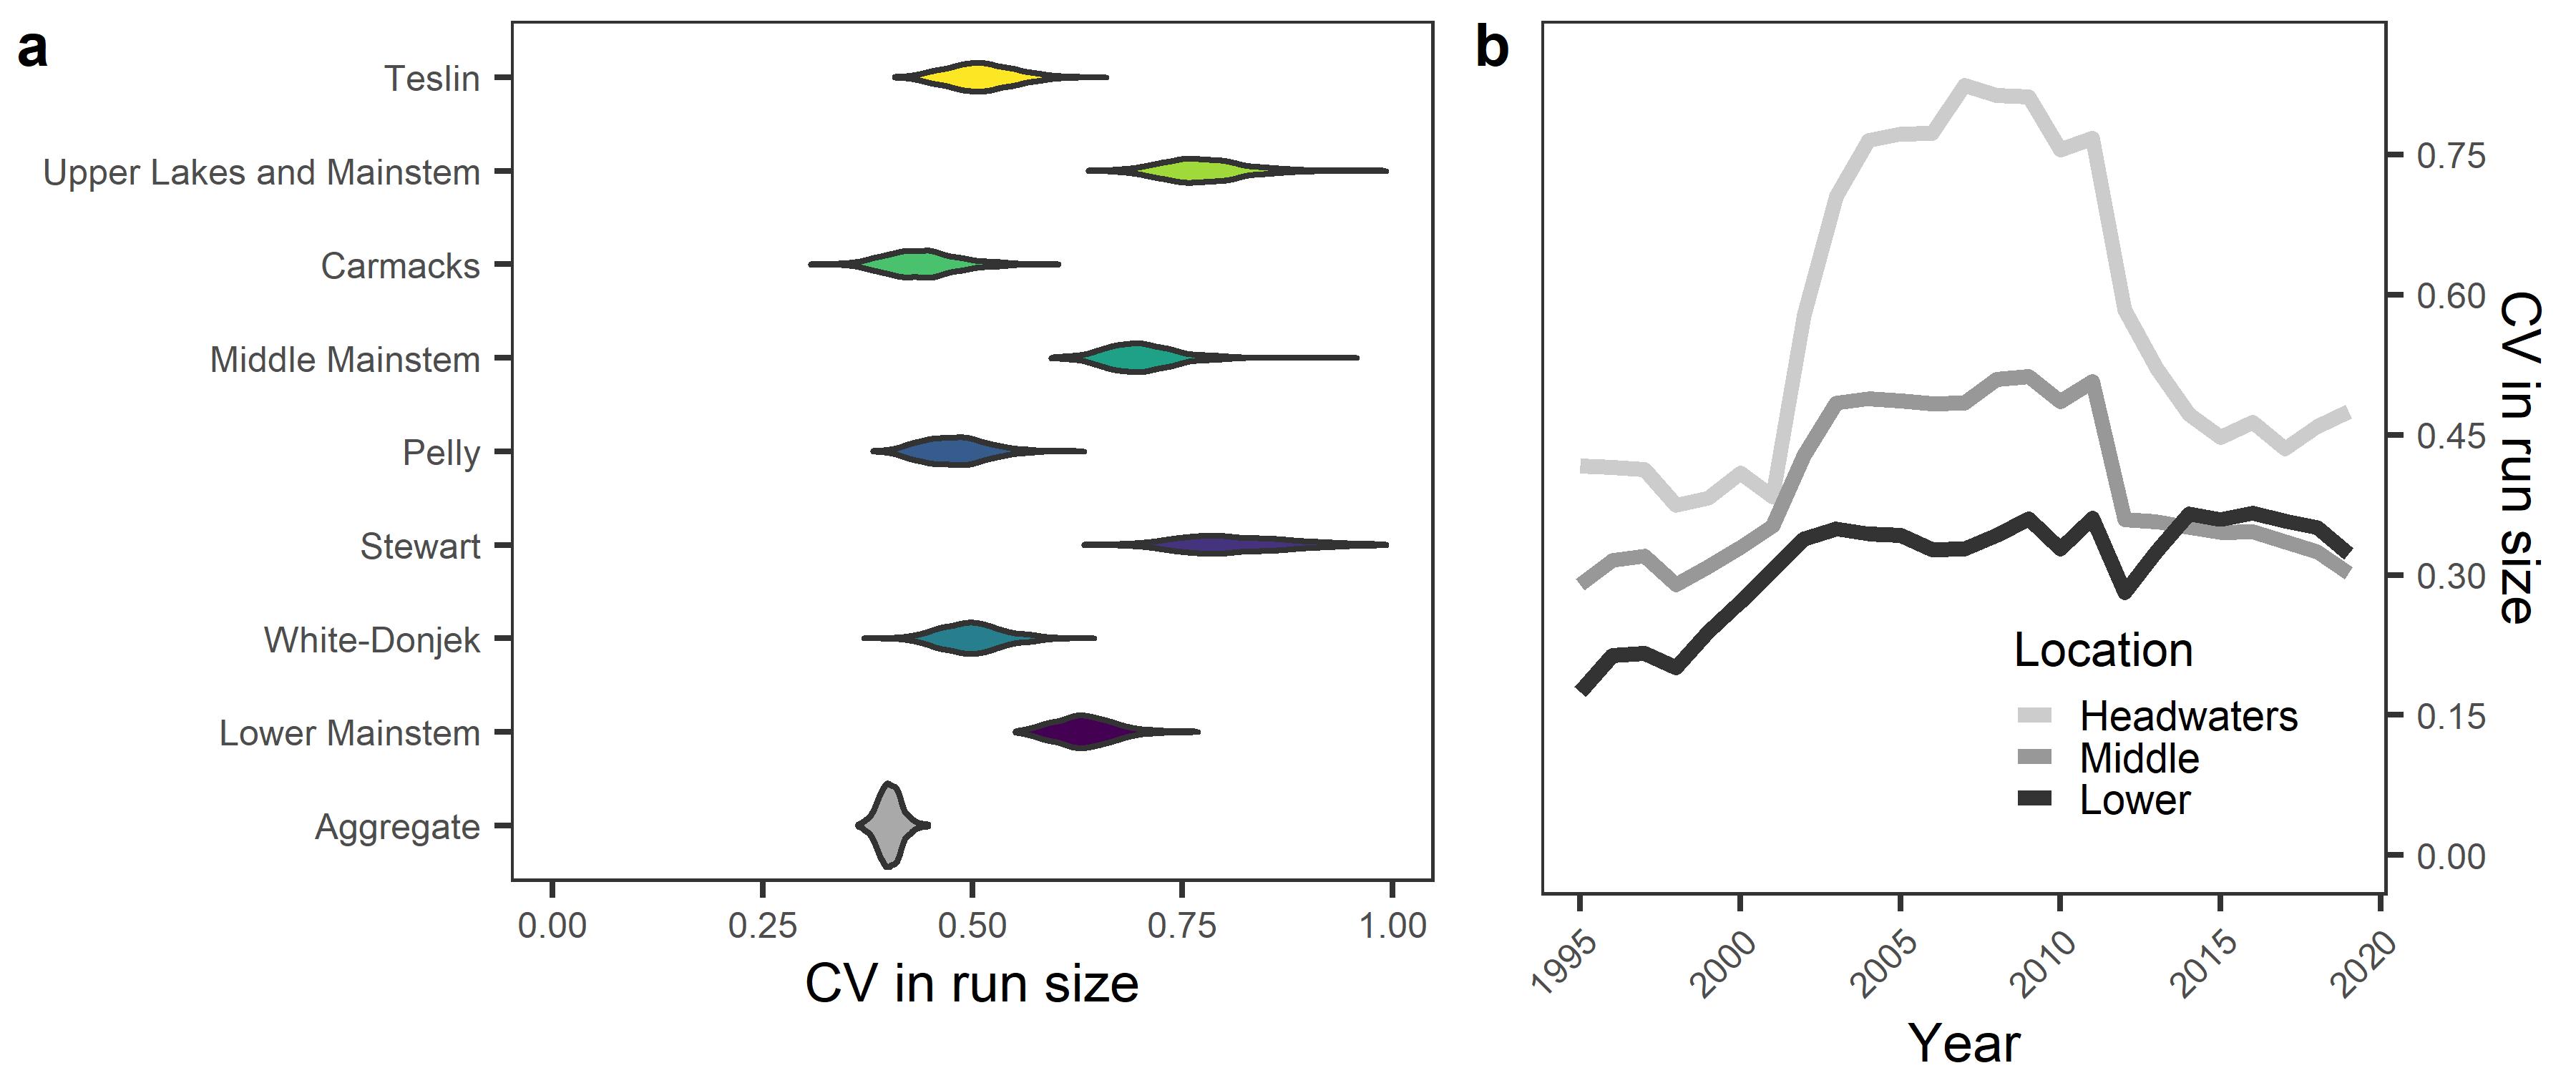 a
Teslin
Upper Lakes and Mainstem
Carmacks
Middle Mainstem
Pelly
Stewart
White-Donjek
Lower Mainstem
Aggregate
0.00 0.25 0.50 0.75 1.00
CV in run size
b
0.75
0.60
0.45
0.30
0.15
0.00
CV in run size
Location
Headwaters
Middle
Lower
1995 2000 2005 2010 2015 2020
Year